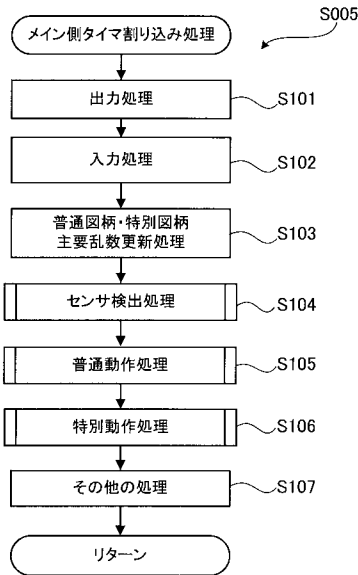 メイン側タイマ割り込み処理
S005
出力処理
S101
入力処理
S102
普通図柄・特別図柄
主要乱数更新処理
S103
センサ検出処理
S104
普通動作処理
S105
特別動作処理
S106
その他の処理
S107
リターン